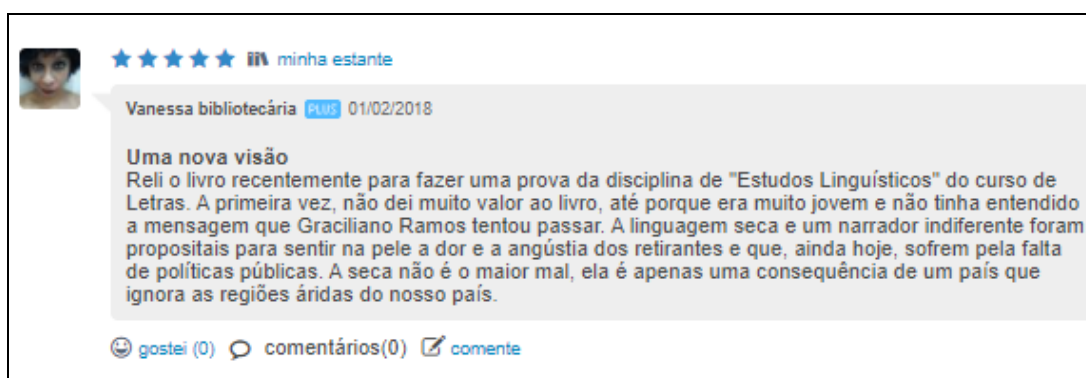 minha estante
Vanessa bibliotecária PLUS 01/02/2018
Uma nova visão
Reli o livro recentemente para fazer uma prova da disciplina de "Estudos Linguísticos" do curso de
Letras. A primeira vez, não dei muito valor ao livro, até porque era muito jovem e não tinha entendido
a mensagem que Graciliano Ramos tentou passar. A linguagem seca e um narrador indiferente foram
propositais para sentir na pele a dor e a angústia dos retirantes e que, ainda hoje, sofrem pela falta
de políticas públicas. A seca não é o maior mal, ela é apenas uma consequência de um país que
ignora as regiões áridas do nosso país.
gostei (0) comentários(0) comente